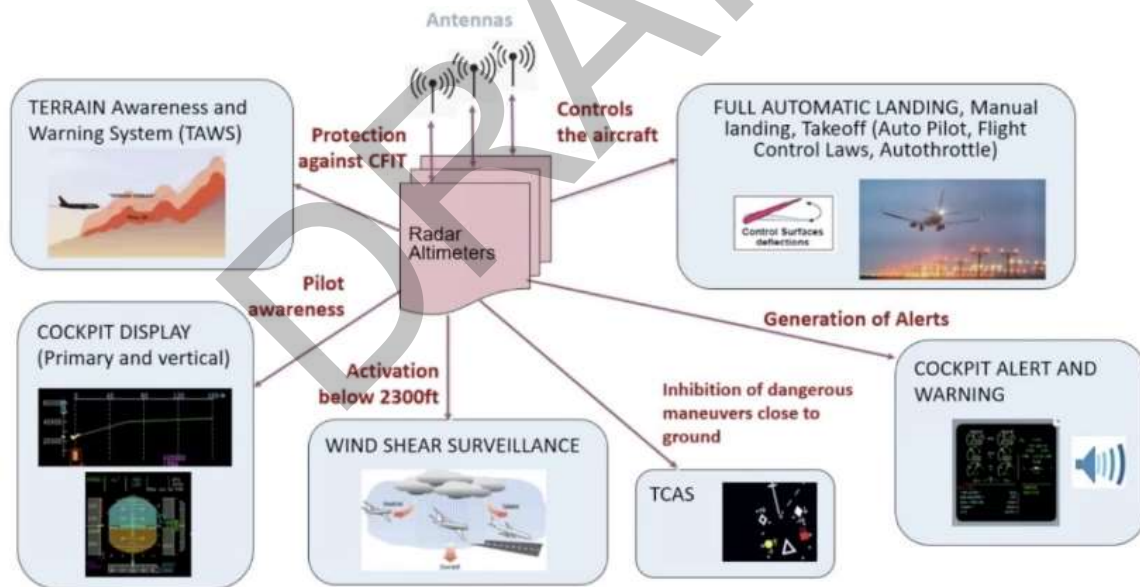 Antennas
TERRAIN Awareness and
Warning System (TAWS)
Protection
against CFIT
Controls
the aircraft
FULL AUTOMATIC LANDING, Manual
landing, Takeoff (Auto Pilot, Flight
Control Laws, Autothrottle)
Control Surfaces
deflections
Radar
Altimeters
Pilot
awareness
COCKPIT DISPLAY
(Primary and vertical)
Activation
below 2300ft
WIND SHEAR SURVEILLANCE
Inhibition of dangerous
maneuvers close to
ground
TCAS
Generation of Alerts
COCKPIT ALERT AND
WARNING
DRAFT